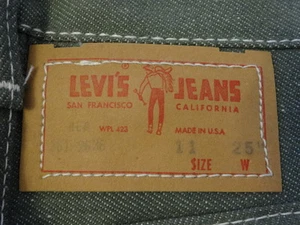 LEVI'S JEANS
SAN FRANCISCO CALIFORNIA
WPL 423 MADE IN U.S.A.
11 25
SIZE W